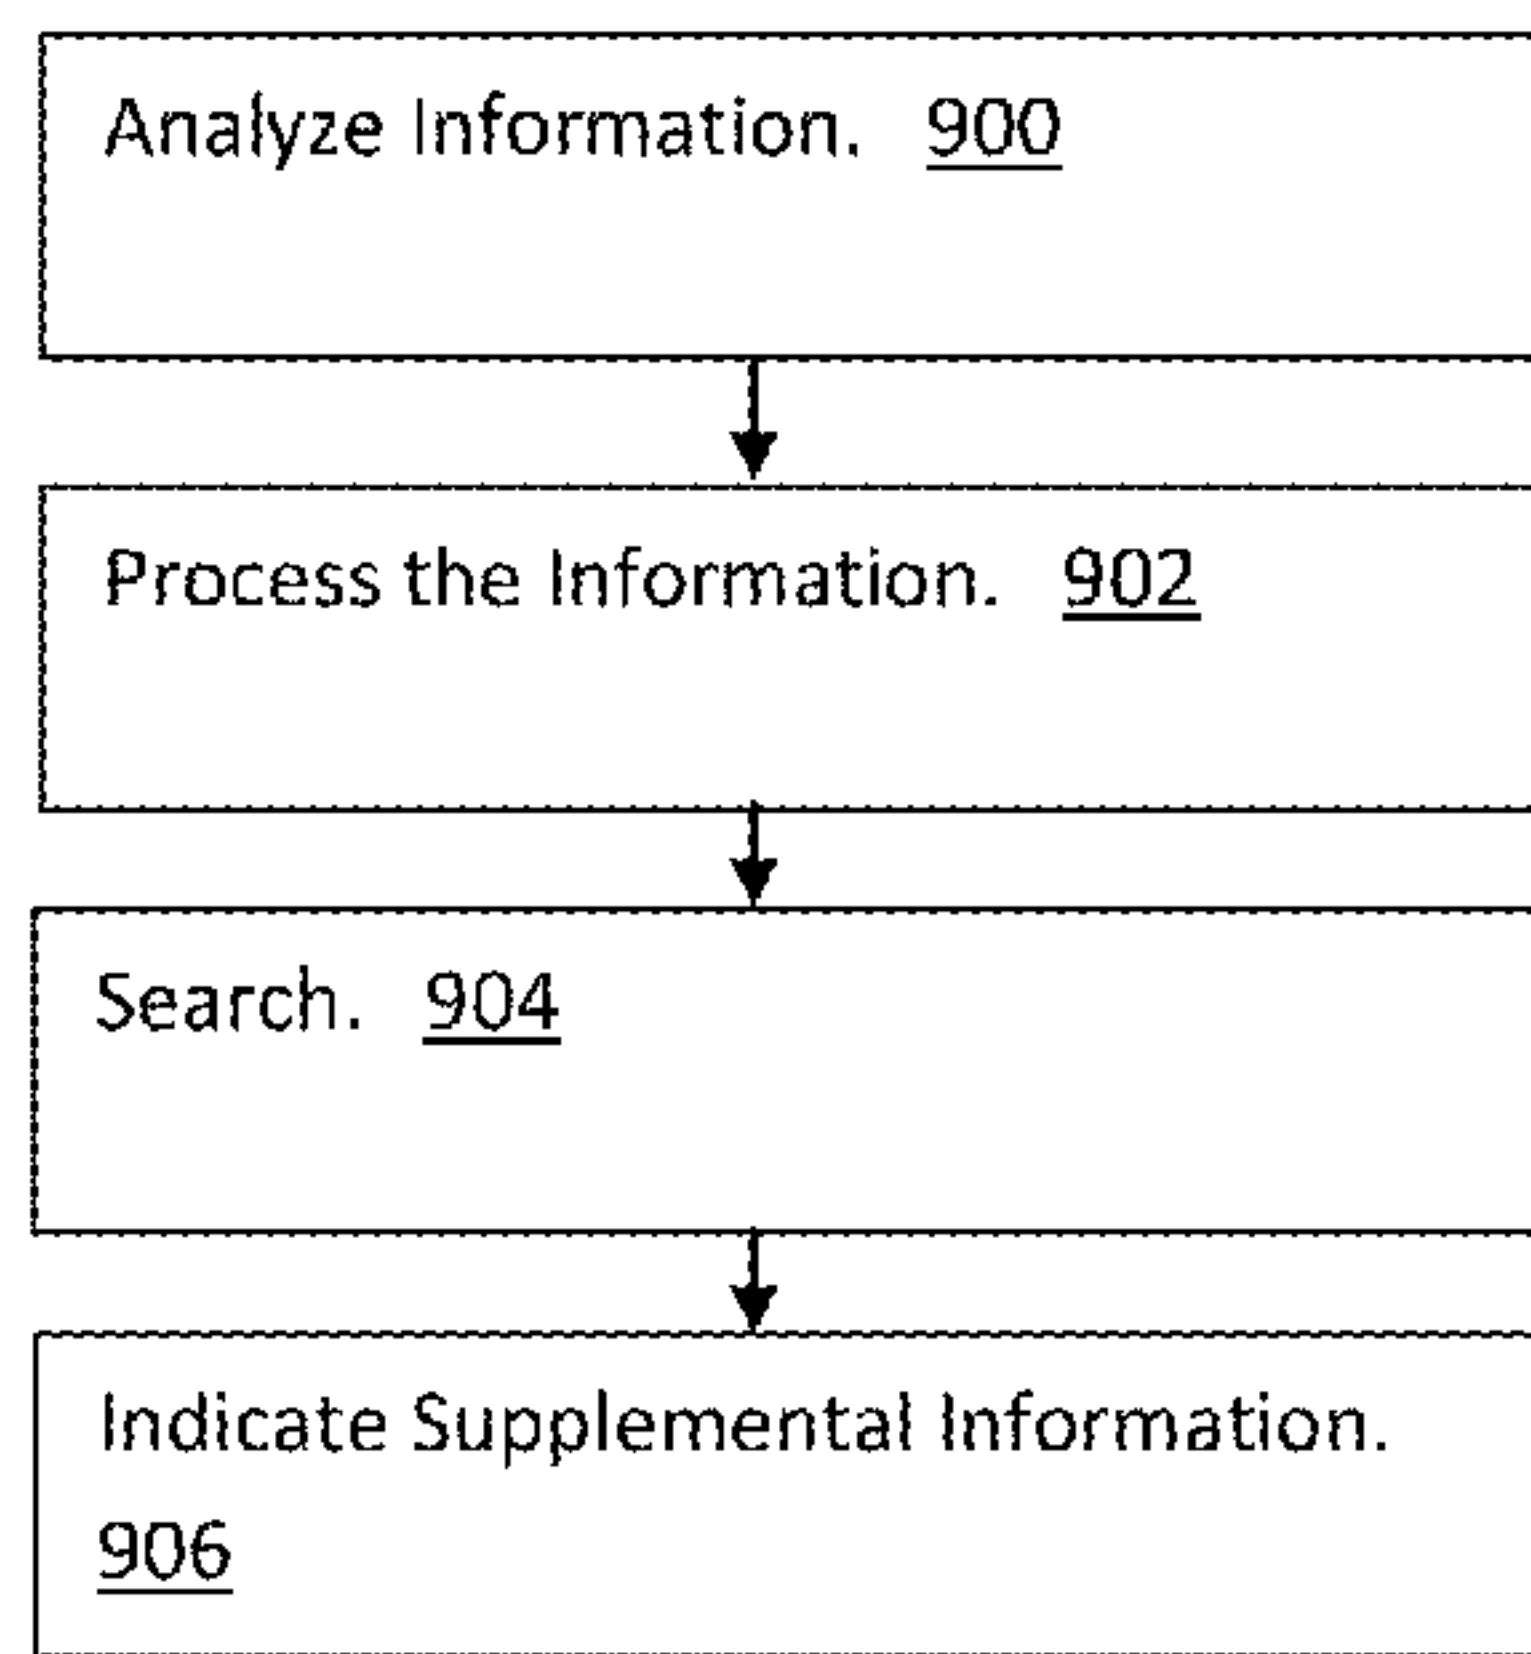 Analyze Information. 900
Process the Information. 902
Search. 904
Indicate Supplemental Information.
906